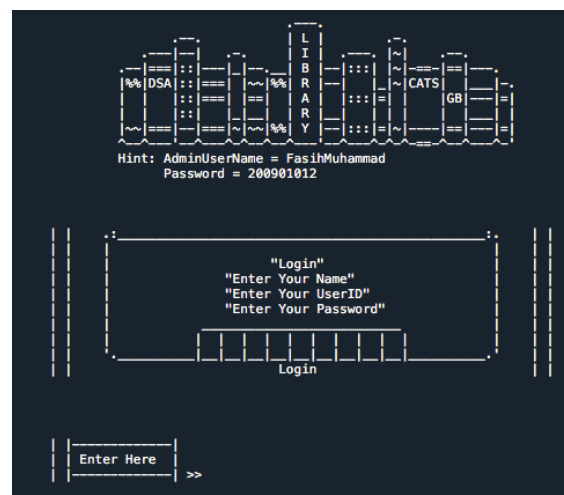 LIBRARY
DSA
CATS
GB
Hint: AdminUserName = FasihMuhammad
Password = 200901012
"Login"
"Enter Your Name"
"Enter Your UserID"
"Enter Your Password"
Login
Enter Here
>>